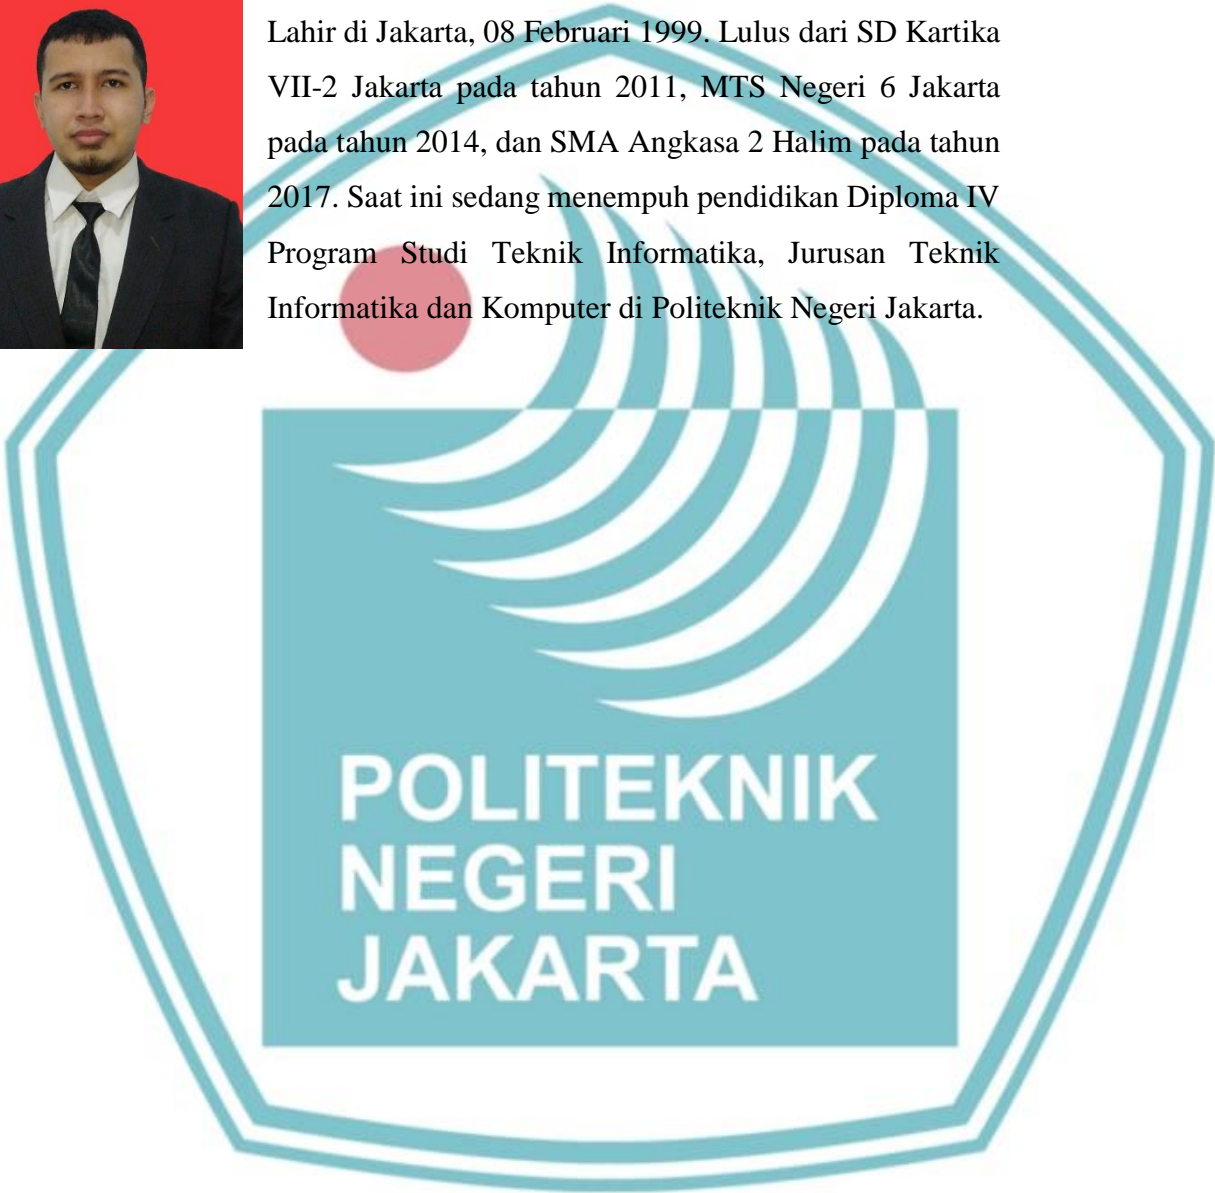 Lahir di Jakarta, 08 Februari 1999. Lulus dari SD Kartika
VII-2 Jakarta pada tahun 2011, MTS Negeri 6 Jakarta
pada tahun 2014, dan SMA Angkasa 2 Halim pada tahun
2017. Saat ini sedang menempuh pendidikan Diploma IV
Program Studi Teknik Informatika, Jurusan Teknik
Informatika dan Komputer di Politeknik Negeri Jakarta.
POLITEKNIK
NEGERI
JAKARTA